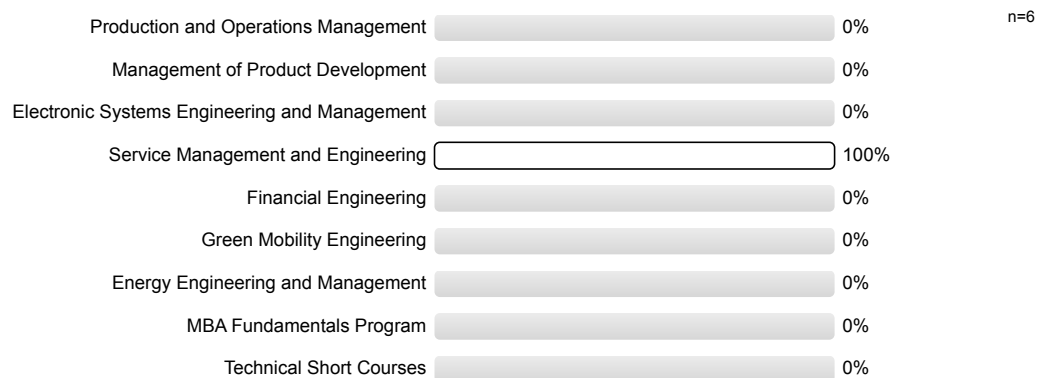 Production and Operations Management 0% n=6
Management of Product Development 0%
Electronic Systems Engineering and Management 0%
Service Management and Engineering 100%
Financial Engineering 0%
Green Mobility Engineering 0%
Energy Engineering and Management 0%
MBA Fundamentals Program 0%
Technical Short Courses 0%